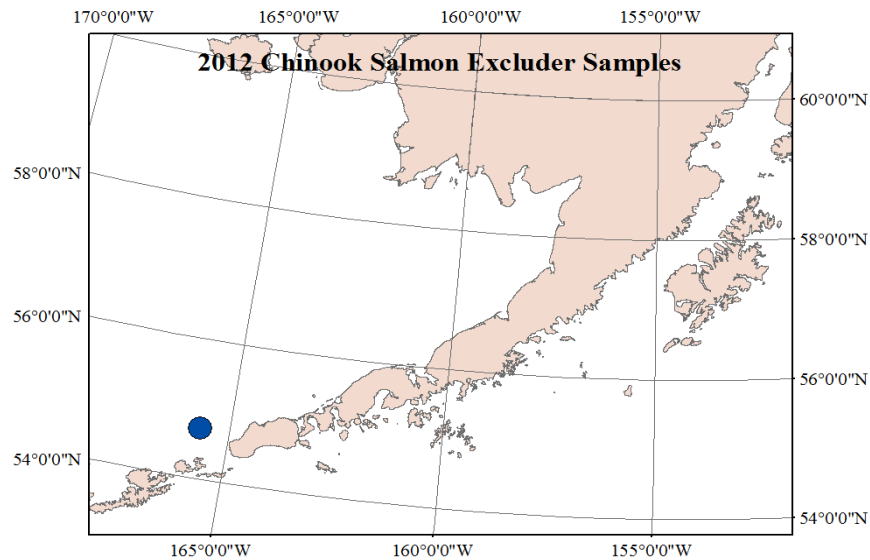 170°0'0"W 165°0'0"W 160°0'0"W 155°0'0"W
2012 Chinook Salmon Excluder Samples
60°0'0"N
58°0'0"N
58°0'0"N
56°0'0"N
56°0'0"N
54°0'0"N
54°0'0"N
165°0'0"W 160°0'0"W 155°0'0"W